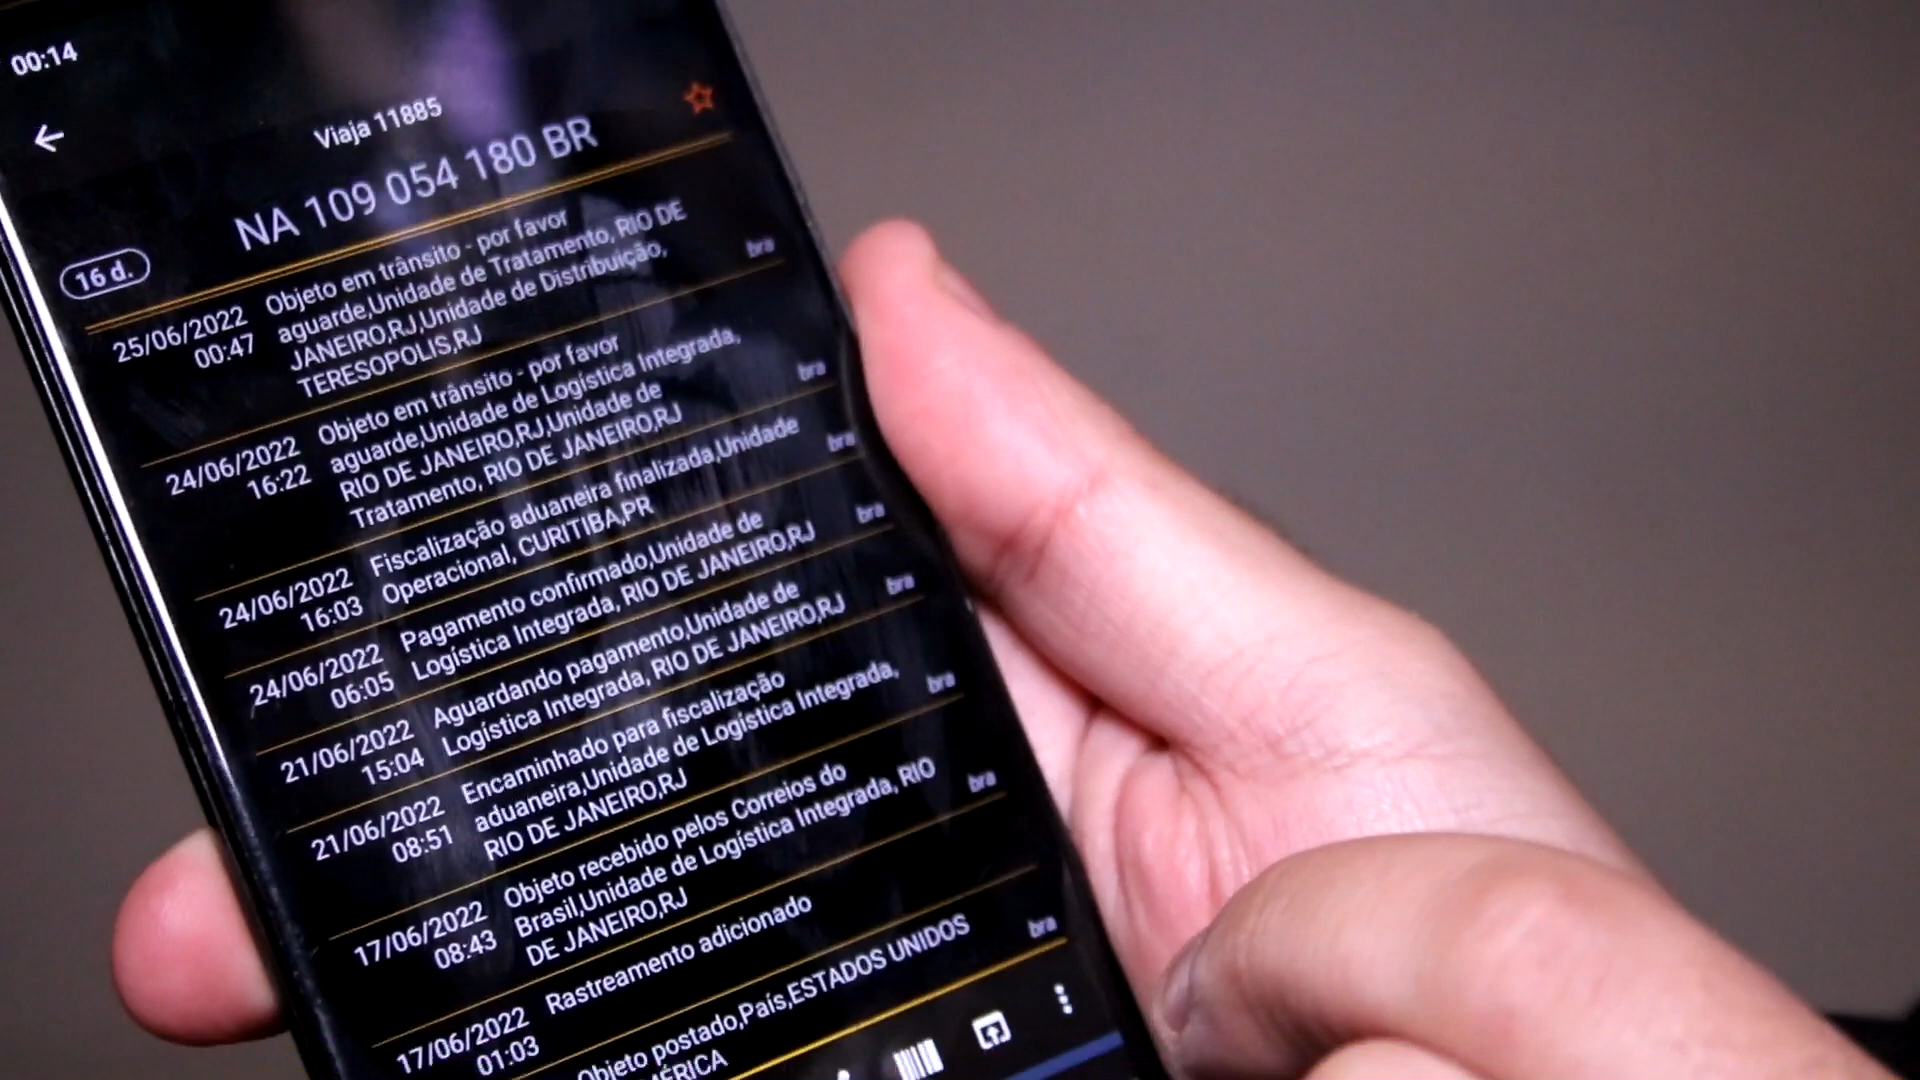 00:14
Viaja 11885
NA 109 054 180 BR
16 d.
25/06/2022
00:47
Objeto em trânsito - por favor
aguarde,Unidade de Tratamento, RIO DE
JANEIRO,RJ,Unidade de Distribuição,
TERESOPOLIS,RJ
bra
24/06/2022
16:22
Objeto em trânsito - por favor
aguarde,Unidade de Logística Integrada,
RIO DE JANEIRO,RJ,Unidade de
Tratamento, RIO DE JANEIRO,RJ
bra
24/06/2022
16:03
Fiscalização aduaneira finalizada,Unidade
Operacional, CURITIBA,PR
bra
24/06/2022
06:05
Pagamento confirmado,Unidade de
Logística Integrada, RIO DE JANEIRO,RJ
bra
21/06/2022
15:04
Aguardando pagamento,Unidade de
Logística Integrada, RIO DE JANEIRO,RJ
bra
21/06/2022
08:51
Encaminhado para fiscalização
aduaneira,Unidade de Logística Integrada,
RIO DE JANEIRO,RJ
bra
17/06/2022
08:43
Objeto recebido pelos Correios do
Brasil,Unidade de Logística Integrada, RIO
DE JANEIRO,RJ
bra
17/06/2022
01:03
Rastreamento adicionado
Objeto postado,País,ESTADOS UNIDOS
bra